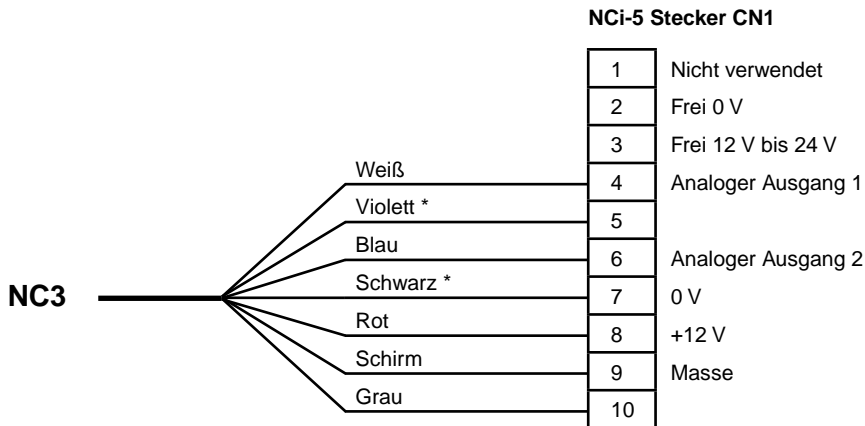 NCi-5 Stecker CN1
1 Nicht verwendet
2 Frei 0 V
3 Frei 12 V bis 24 V
Weiß 4 Analoger Ausgang 1
Violett * 5
Blau 6 Analoger Ausgang 2
NC3 Schwarz * 7 0 V
Rot 8 +12 V
Schirm 9 Masse
Grau 10